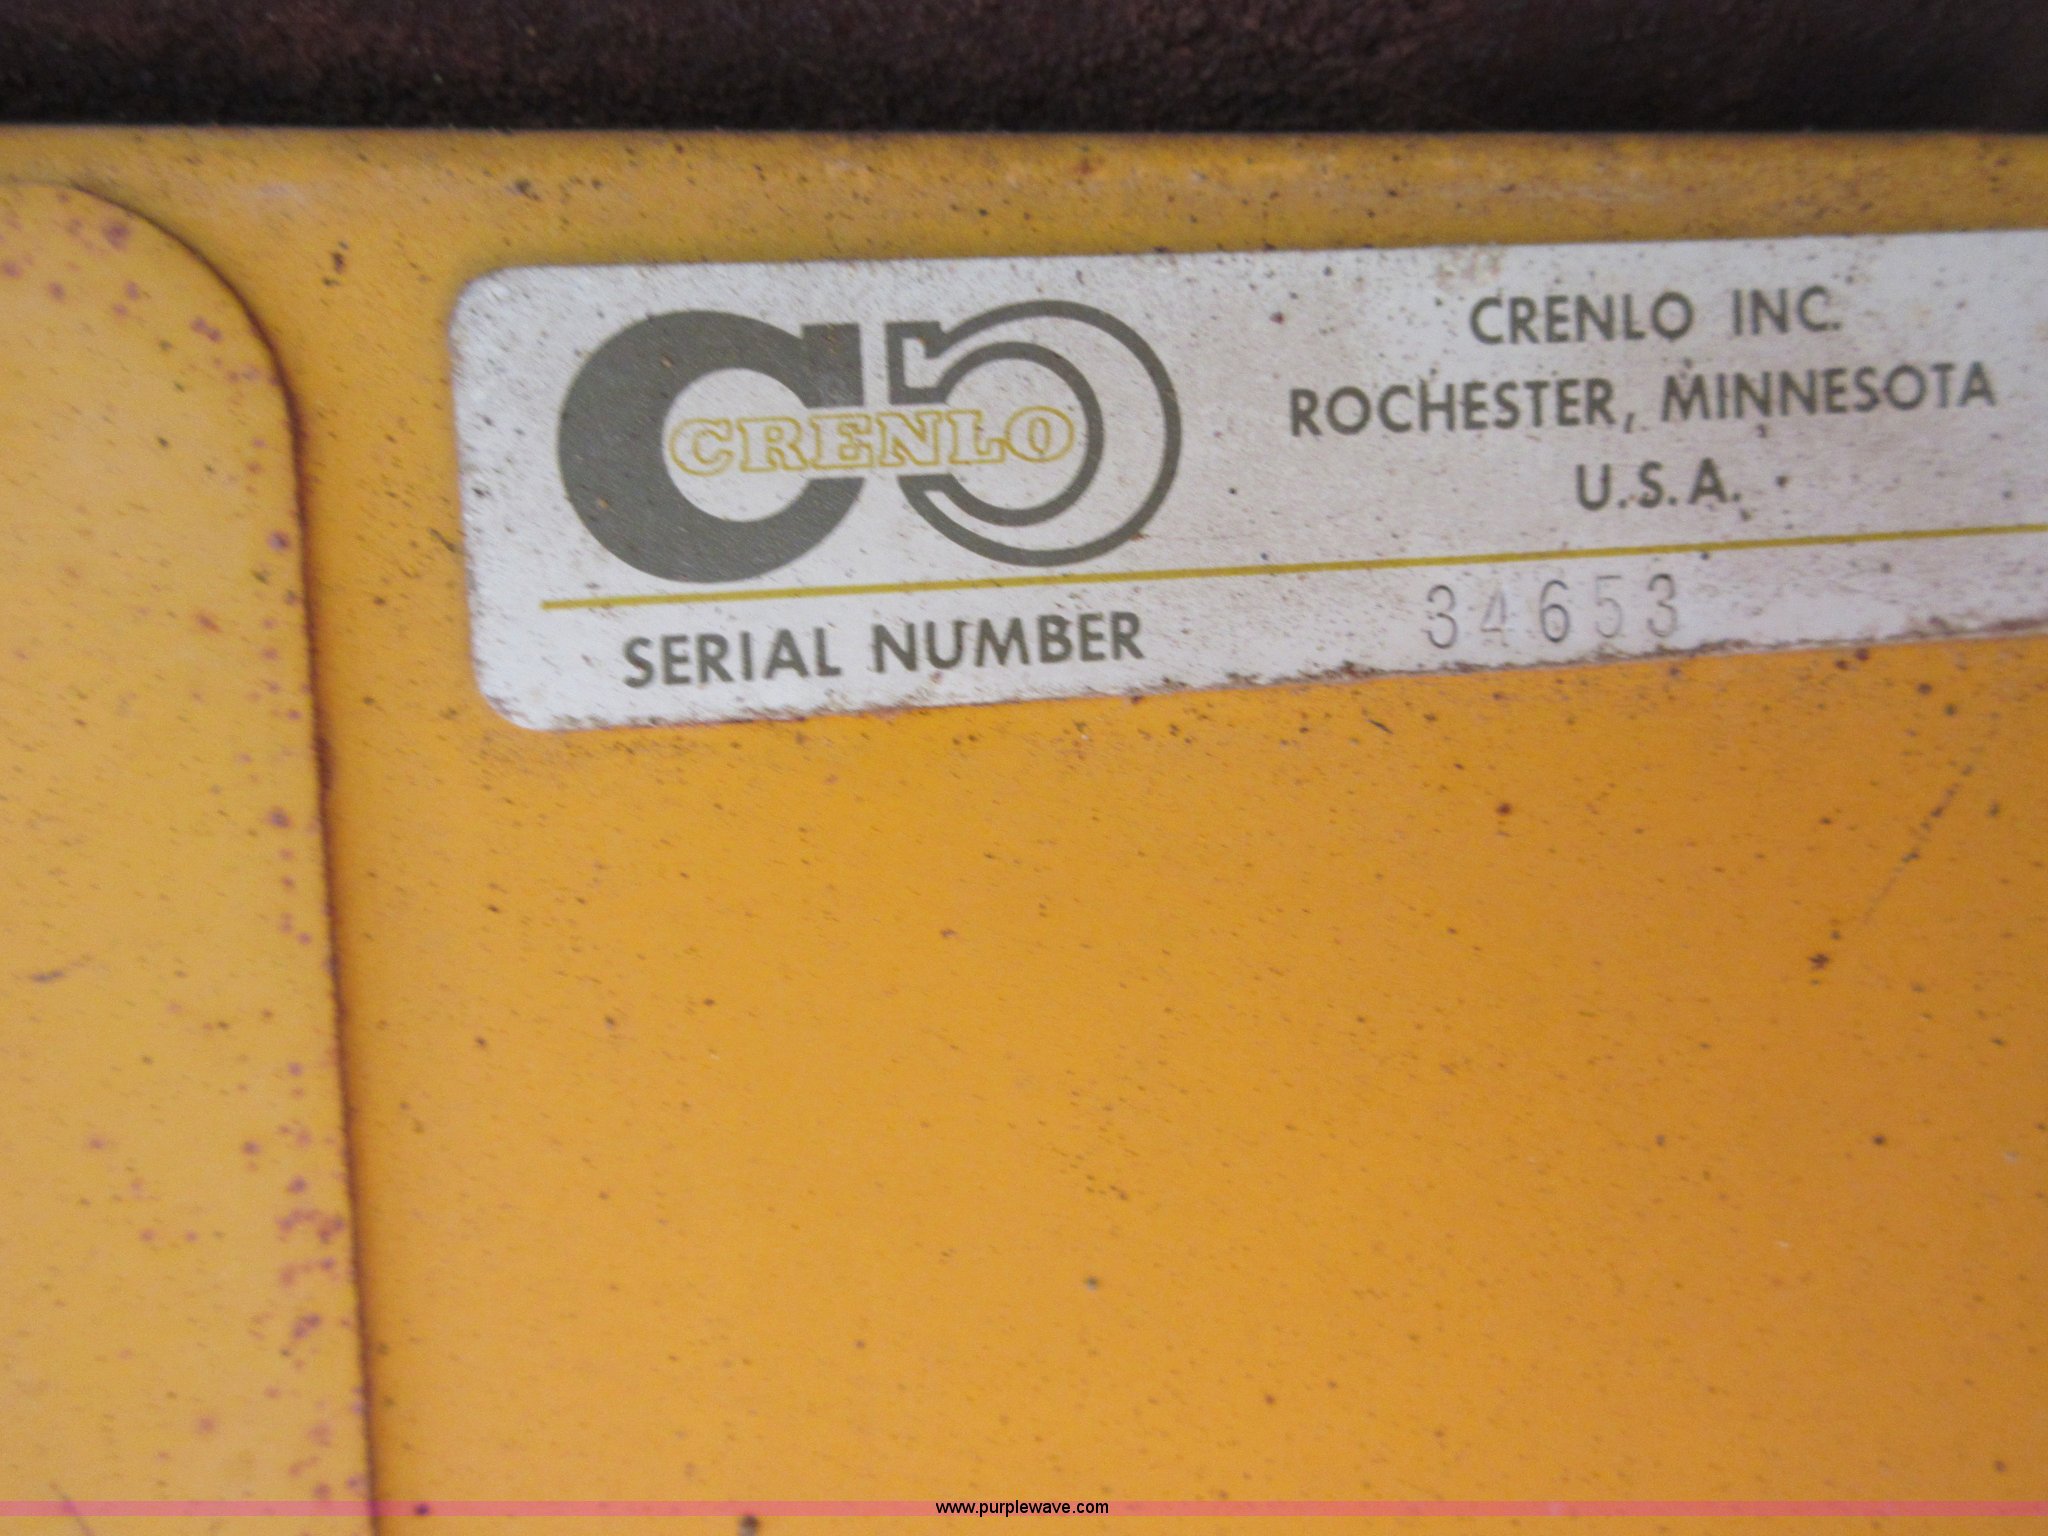 CRENLO
CRENLO INC.
ROCHESTER, MINNESOTA
U.S.A.
SERIAL NUMBER 34653
www.purplewave.com